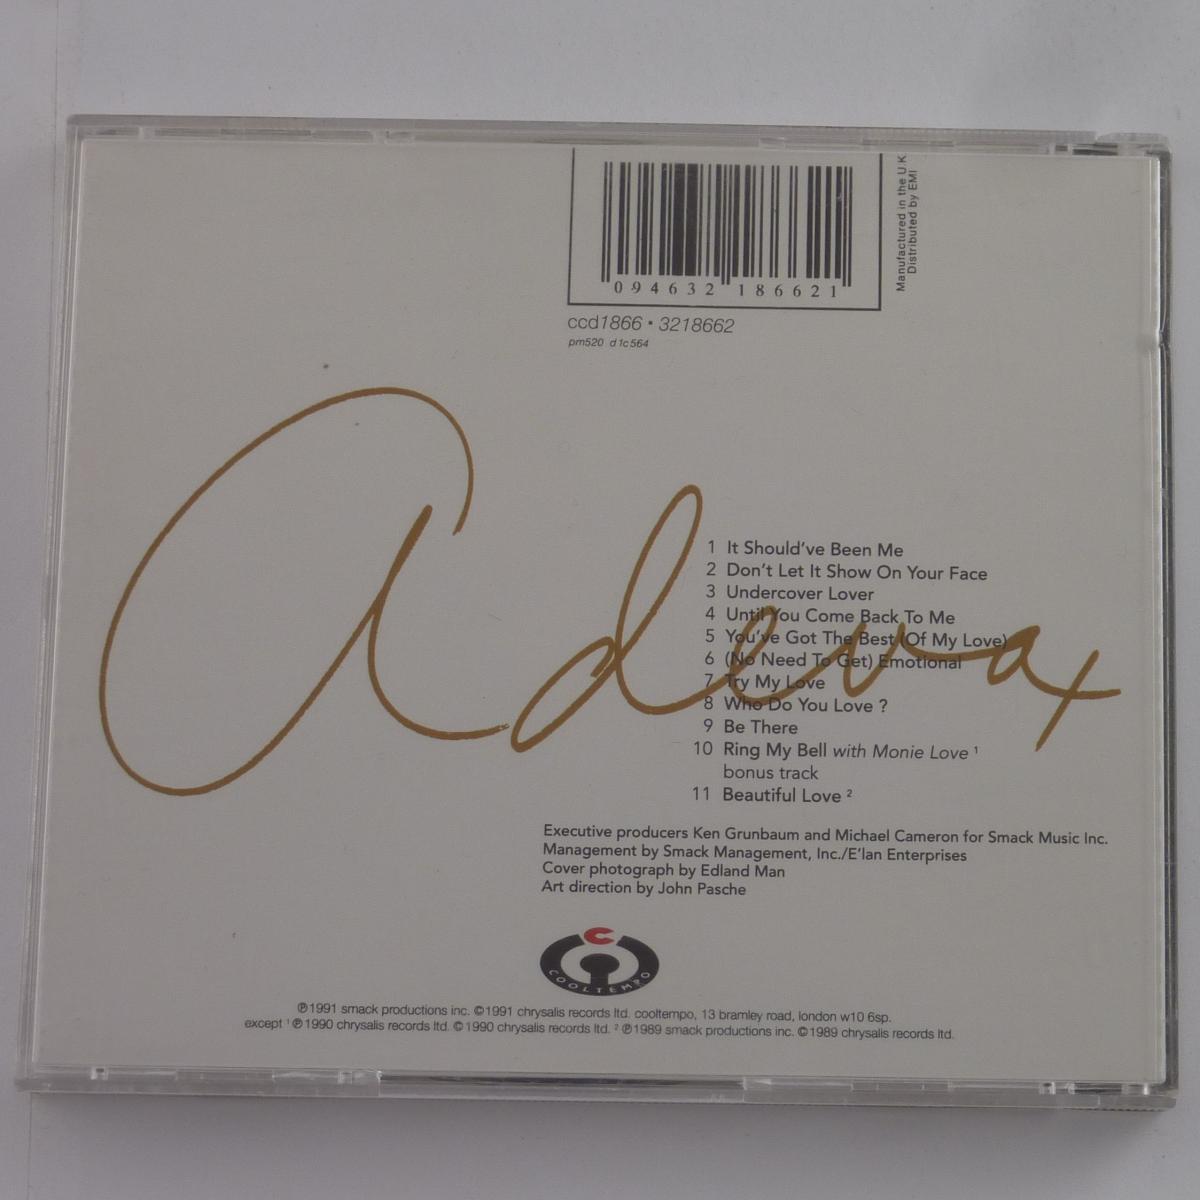 Manufactured in the U.K
Distributed by EMI
0 94632 18662 1
ccd1866 • 3218662
pm520 d1c564
Adeva x
1 It Should've Been Me
2 Don't Let It Show On Your Face
3 Undercover Lover
4 Until You Come Back To Me
5 You've Got The Best (Of My Love)
6 (No Need To Get) Emotional
7 Try My Love
8 Who Do You Love ?
9 Be There
10 Ring My Bell with Monie Love ¹
bonus track
11 Beautiful Love ²
Executive producers Ken Grunbaum and Michael Cameron for Smack Music Inc.
Management by Smack Management, Inc./E'lan Enterprises
Cover photograph by Edland Man
Art direction by John Pasche
C
COOLTEMPO
℗1991 smack productions inc. ©1991 chrysalis records ltd. cooltempo, 13 bramley road, london w10 6sp.
except ¹ ℗1990 chrysalis records ltd. ©1990 chrysalis records ltd. ² ℗1989 smack productions inc. ©1989 chrysalis records ltd.